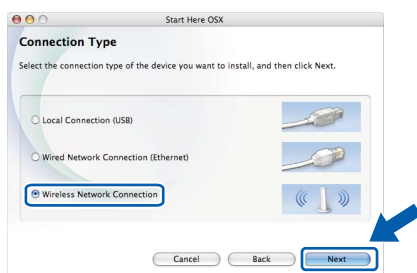 Start Here OSX
Connection Type
Select the connection type of the device you want to install, and then click Next.
Local Connection (USB)
Wired Network Connection (Ethernet)
Wireless Network Connection
Cancel Back Next